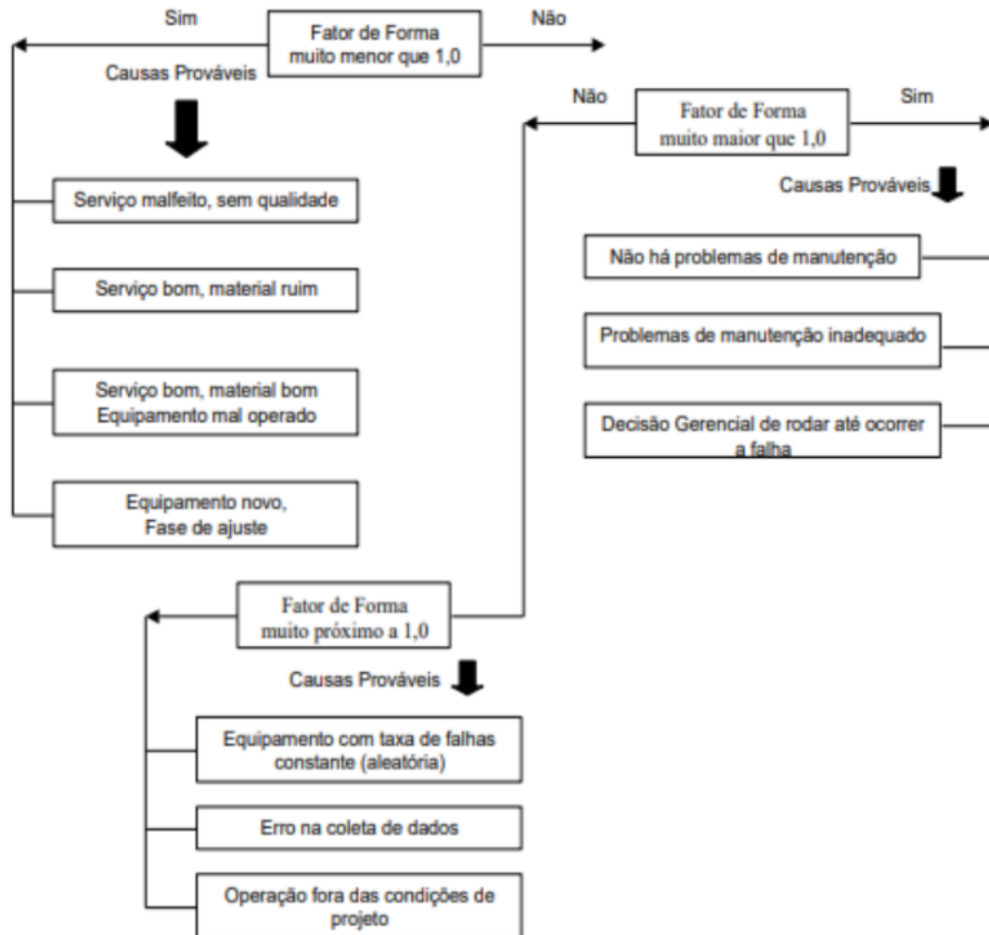 Sim
Fator de Forma
muito menor que 1,0
Não
Causas Prováveis
Serviço malfeito, sem qualidade
Serviço bom, material ruim
Serviço bom, material bom
Equipamento mal operado
Equipamento novo,
Fase de ajuste
Não
Fator de Forma
muito maior que 1,0
Sim
Causas Prováveis
Não há problemas de manutenção
Problemas de manutenção inadequado
Decisão Gerencial de rodar até ocorrer
a falha
Fator de Forma
muito próximo a 1,0
Causas Prováveis
Equipamento com taxa de falhas
constante (aleatória)
Erro na coleta de dados
Operação fora das condições de
projeto